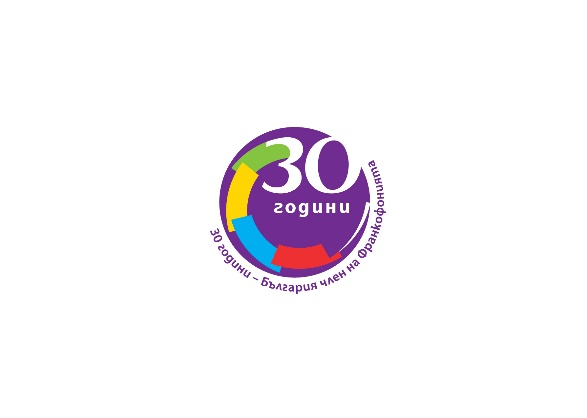 30
години
30 години – България член на Франкофонията